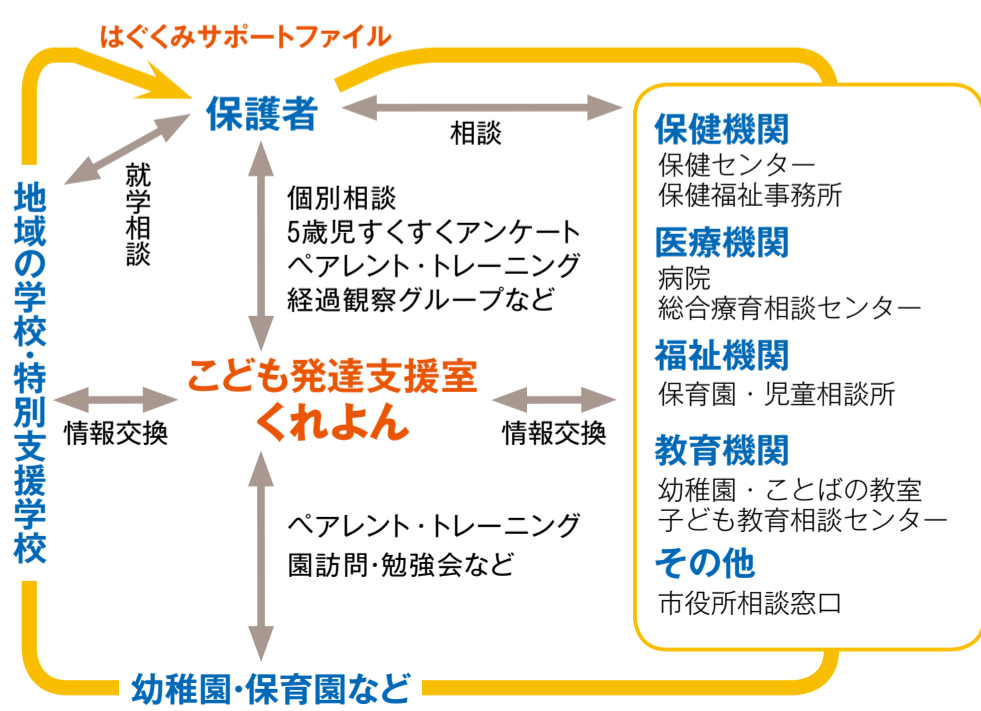 はぐくみサポートファイル
保護者
相談
就学相談
個別相談
5歳児すくすくアンケート
ペアレント・トレーニング
経過観察グループなど
地域の学校・特別支援学校
こども発達支援室
くれよん
情報交換
情報交換
ペアレント・トレーニング
園訪問・勉強会など
幼稚園・保育園など
保健機関
保健センター
保健福祉事務所
医療機関
病院
総合療育相談センター
福祉機関
保育園・児童相談所
教育機関
幼稚園・ことばの教室
子ども教育相談センター
その他
市役所相談窓口